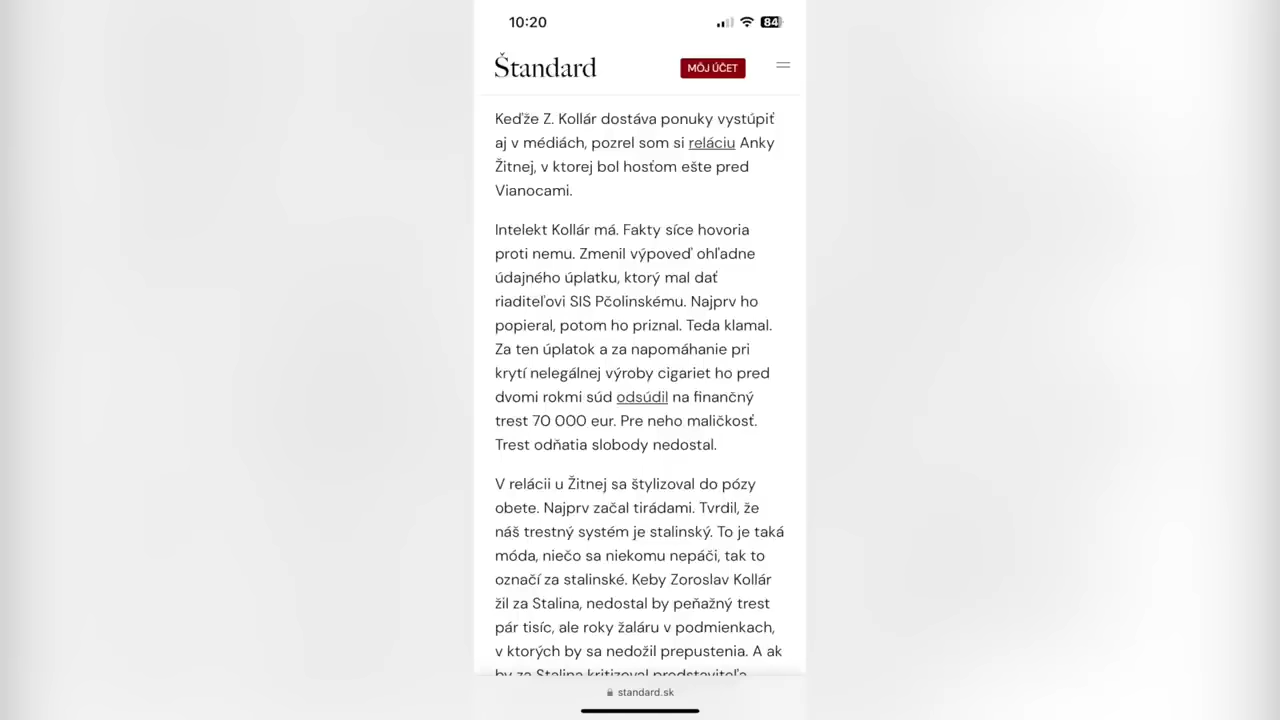 10:20
84
Štandard
MÔJ ÚČET
Keďže Z. Kollár dostáva ponuky vystúpiť
aj v médiách, pozrel som si reláciu Anky
Žitnej, v ktorej bol hosťom ešte pred
Vianocami.
Intelekt Kollár má. Fakty síce hovoria
proti nemu. Zmenil výpoveď ohľadne
údajného úplatku, ktorý mal dať
riaditeľovi SIS Pčolinskému. Najprv ho
popieral, potom ho priznal. Teda klamal.
Za ten úplatok a za napomáhanie pri
krytí nelegálnej výroby cigariet ho pred
dvomi rokmi súd odsúdil na finančný
trest 70 000 eur. Pre neho maličkosť.
Trest odňatia slobody nedostal.
V relácii u Žitnej sa štylizoval do pózy
obete. Najprv začal tirádami. Tvrdil, že
náš trestný systém je stalinský. To je taká
móda, niečo sa niekomu nepáči, tak to
označí za stalinské. Keby Zoroslav Kollár
žil za Stalina, nedostal by peňažný trest
pár tisíc, ale roky žaláru v podmienkach,
v ktorých by sa nedožil prepustenia. A ak
by za Stalina kritizoval predstaviteľa
standard.sk